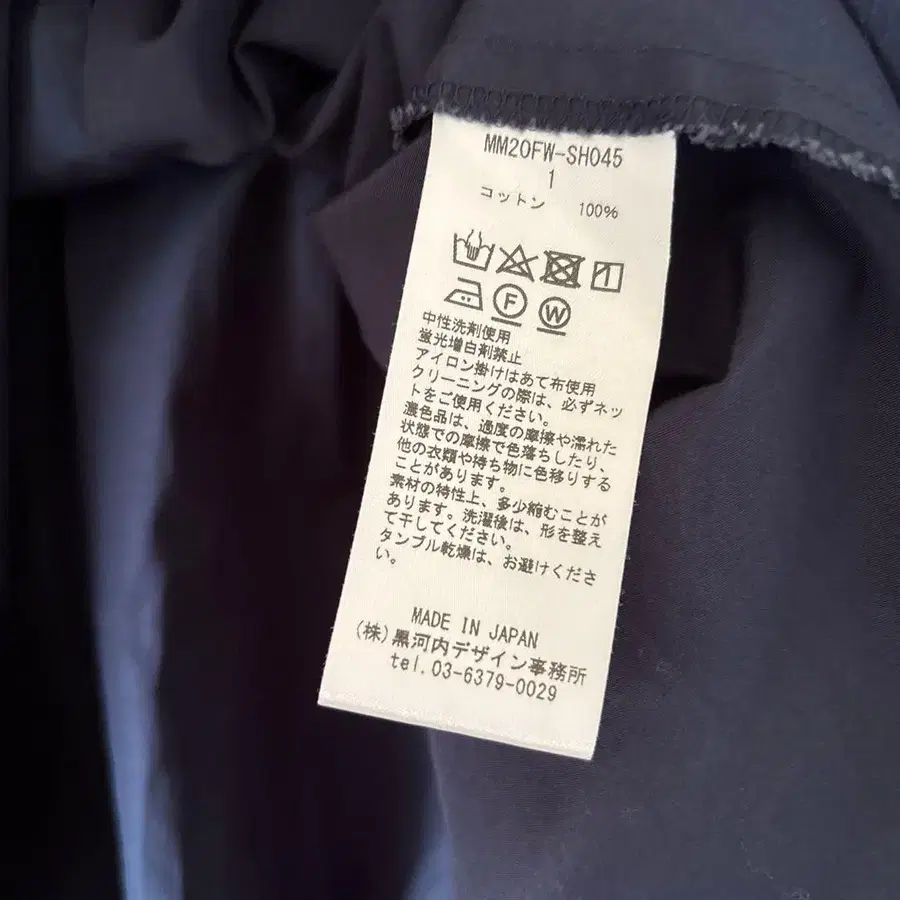 MM20FW-SH045
1
コットン 100%
F W
中性洗剤使用
蛍光増白剤禁止
アイロン掛けはあて布使用
クリーニングの際は、必ずネッ
トをご使用ください。
濃色品は、過度の摩擦や濡れた
状態での摩擦で色落ちしたり、
他の衣類や持ち物に色移りする
ことがあります。
素材の特性上、多少縮むことが
あります。洗濯後は、形を整え
て干してください。
タンブル乾燥は、お避けくださ
い。
MADE IN JAPAN
(株)黒河内デザイン事務所
tel.03-6379-0029